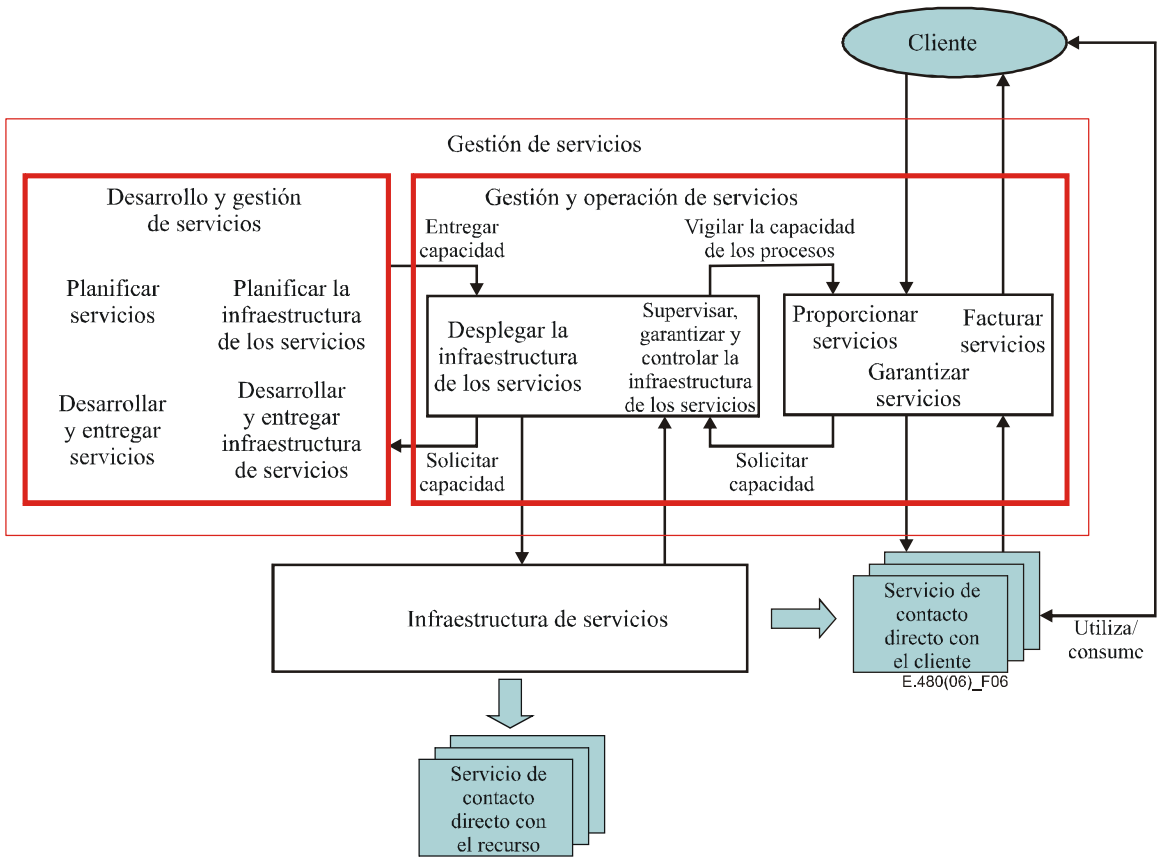 Cliente
Gestión de servicios
Desarrollo y gestión
de servicios
Planificar
servicios
Planificar la
infraestructura
de los servicios
Desarrollar
y entregar
servicios
Desarrollar
y entregar
infraestructura
de servicios
Gestión y operación de servicios
Entregar
capacidad
Vigilar la capacidad
de los procesos
Desplegar la
infraestructura
de los servicios
Supervisar,
garantizar y
controlar la
infraestructura
de los servicios
Proporcionar
servicios
Facturar
servicios
Garantizar
servicios
Solicitar
capacidad
Solicitar
capacidad
Infraestructura de servicios
Servicio de
contacto
directo con
el cliente
Utiliza/
consumc
E.480(06)_F06
Servicio de
contacto
directo con
el recurso